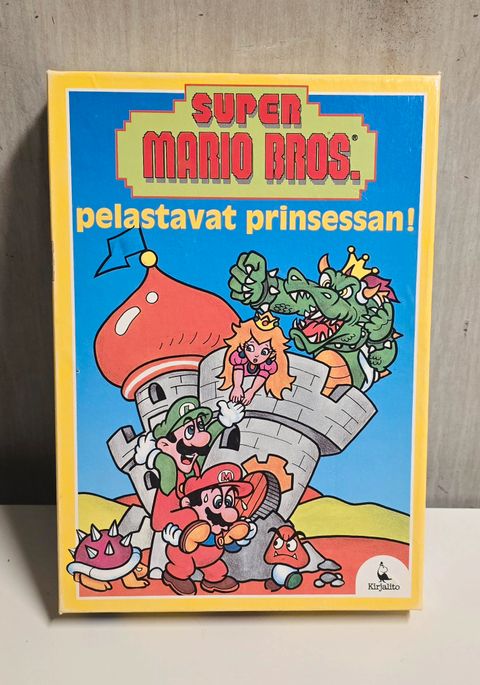 SUPER
MARIO BROS.®
pelastavat prinsessan!
M
Kirjalito